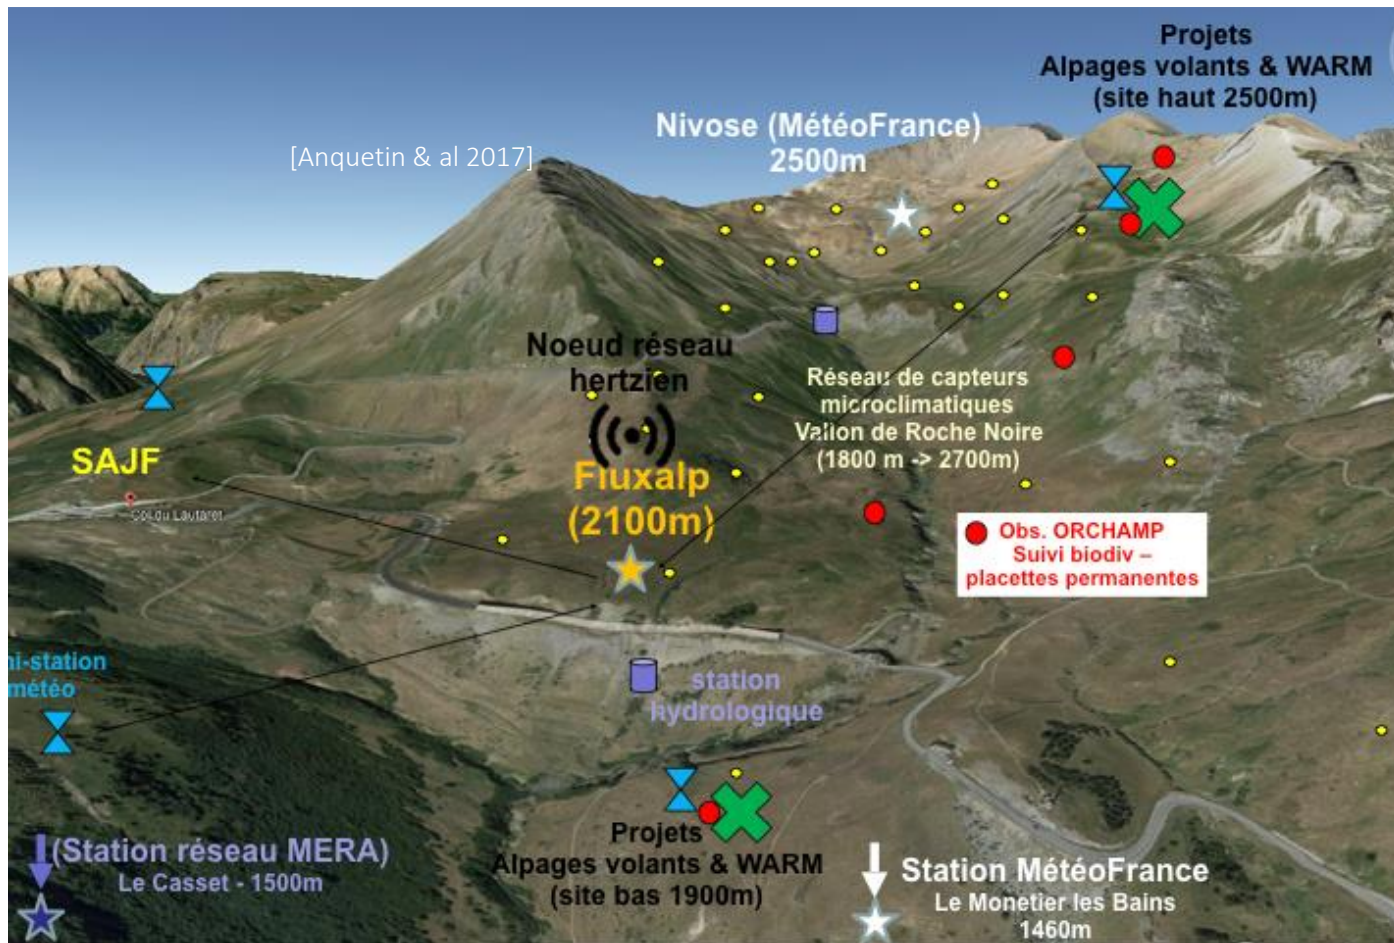 Projets
Alpages volants & WARM
(site haut 2500m)
Nivose (MétéoFrance)
2500m
[Anquetin & al 2017]
Noeud réseau
hertzien
Réseau de capteurs
microclimatiques
Vallon de Roche Noire
(1800 m -> 2700m)
SAJF
Col du Lautaret
Fluxalp
(2100m)
Obs. ORCHAMP
Suivi biodiv –
placettes permanentes
ni-station
météo
station
hydrologique
Projets
Alpages volants & WARM
(site bas 1900m)
(Station réseau MERA)
Le Casset - 1500m
Station MétéoFrance
Le Monetier les Bains
1460m